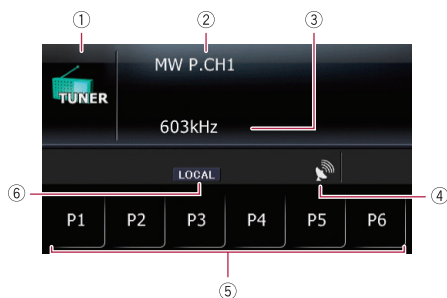 ① ② ③
MW P.CH1
TUNER
603kHz
LOCAL
⑥ ④
P1 P2 P3 P4 P5 P6
⑤